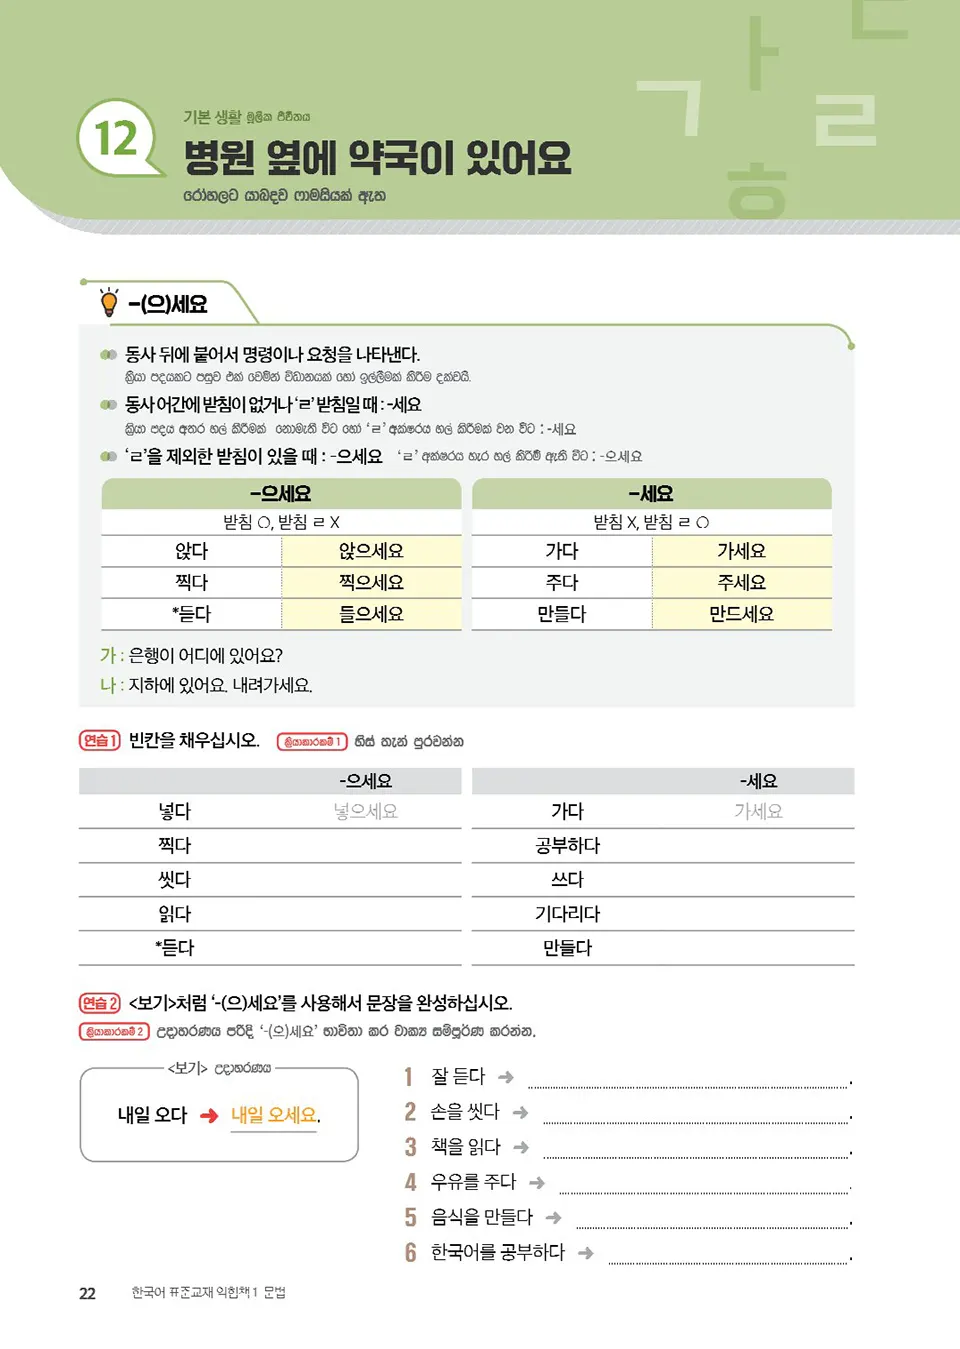 12
기본 생활 මූලික ජීවිතය
병원 옆에 약국이 있어요
රෝහලට යාබදව ෆාමසියක් ඇත
-(으)세요
동사 뒤에 붙어서 명령이나 요청을 나타낸다.
ක්‍රියා පදයකට පසුව එක් වෙමින් විධානයක් හෝ ඉල්ලීමක් කිරීම දක්වයි.
동사 어간에 받침이 없거나 ‘ㄹ’ 받침일 때 : -세요
ක්‍රියා පදය අතර හල් කිරීමක් නොමැති විට හෝ ‘ㄹ’ අක්ෂරය හල් කිරීමක් වන විට : -세요
‘ㄹ’을 제외한 받침이 있을 때 : -으세요 ‘ㄹ’ අක්ෂරය හැර හල් කිරීම් ඇති විට : -으세요
-으세요 -세요
받침 O, 받침 ㄹ X 받침 X, 받침 ㄹ O
앉다 앉으세요 가다 가세요
찍다 찍으세요 주다 주세요
*듣다 들으세요 만들다 만드세요
가 : 은행이 어디에 있어요?
나 : 지하에 있어요. 내려가세요.
연습 1 빈칸을 채우십시오. ක්‍රියාකාරකම් 1 හිස් තැන් පුරවන්න
-으세요 -세요
넣다 넣으세요 가다 가세요
찍다 공부하다
씻다 쓰다
읽다 기다리다
*듣다 만들다
연습 2 <보기>처럼 ‘-(으)세요’를 사용해서 문장을 완성하십시오.
ක්‍රියාකාරකම් 2 උදාහරණය පරිදි ‘-(으)세요’ භාවිතා කර වාක්‍ය සම්පූර්ණ කරන්න.
<보기> උදාහරණය
내일 오다 ➜ 내일 오세요.
1 잘 듣다 ➜ .
2 손을 씻다 ➜ .
3 책을 읽다 ➜ .
4 우유를 주다 ➜ .
5 음식을 만들다 ➜ .
6 한국어를 공부하다 ➜ .
22 한국어 표준교재 익힘책 1 문법